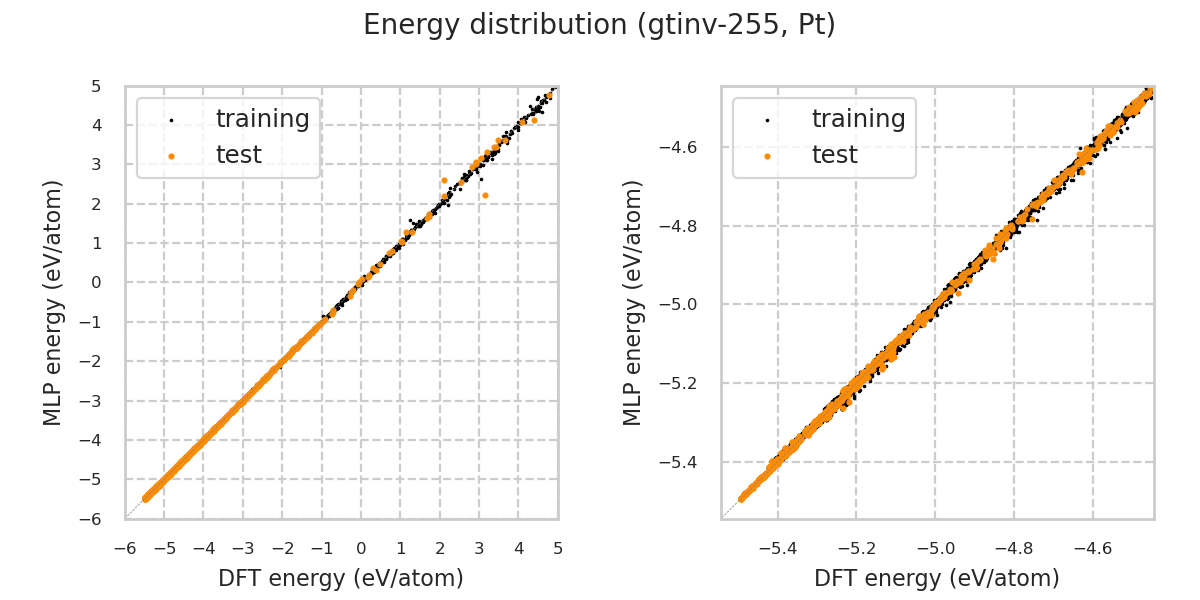 Energy distribution (gtinv-255, Pt)
5
4
3
2
1
0
−1
−2
−3
−4
−5
−6
MLP energy (eV/atom)
training
test
−6 −5 −4 −3 −2 −1 0 1 2 3 4 5
DFT energy (eV/atom)
−4.6
−4.8
−5.0
−5.2
−5.4
MLP energy (eV/atom)
training
test
−5.4 −5.2 −5.0 −4.8 −4.6
DFT energy (eV/atom)